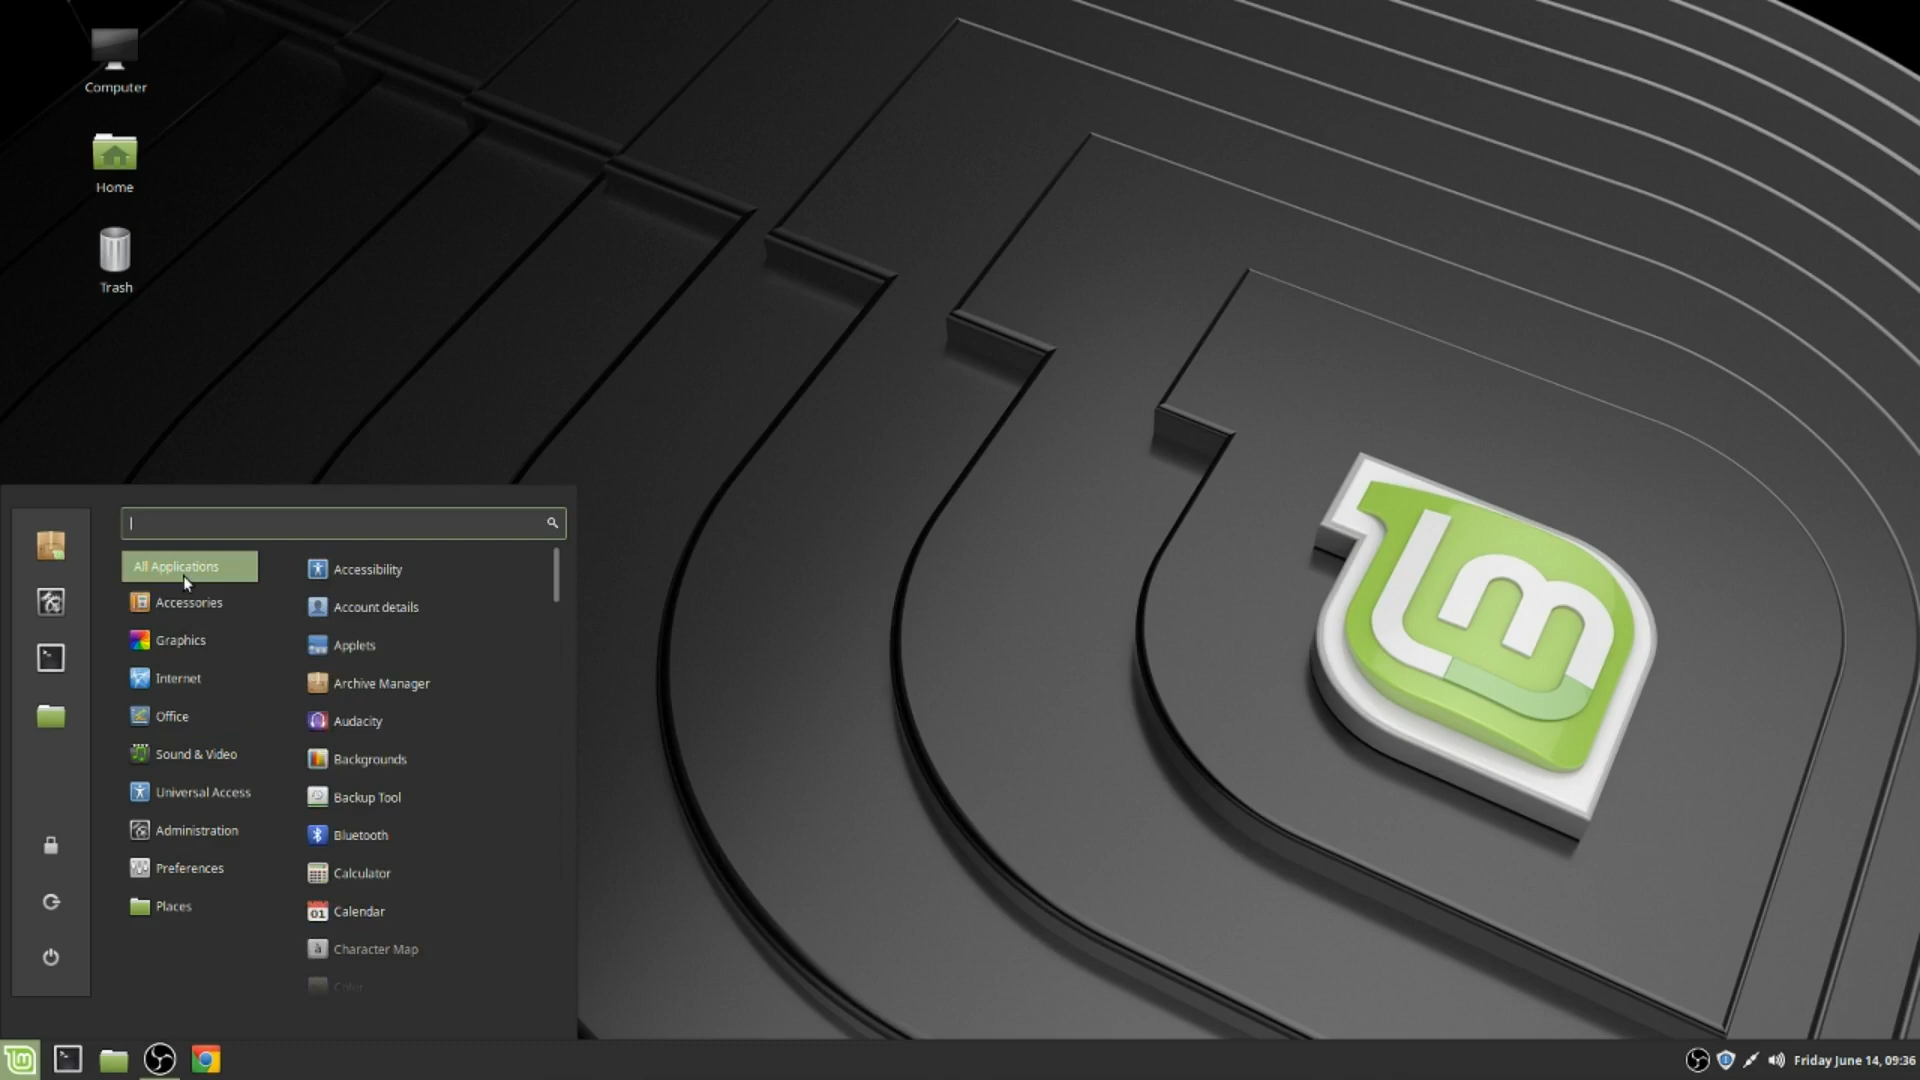 Computer
Home
Trash
All Applications
Accessories
Graphics
Internet
Office
Sound & Video
Universal Access
Administration
Preferences
Places
Accessibility
Account details
Applets
Archive Manager
Audacity
Backgrounds
Backup Tool
Bluetooth
Calculator
Calendar
Character Map
Color
Friday June 14, 09:36